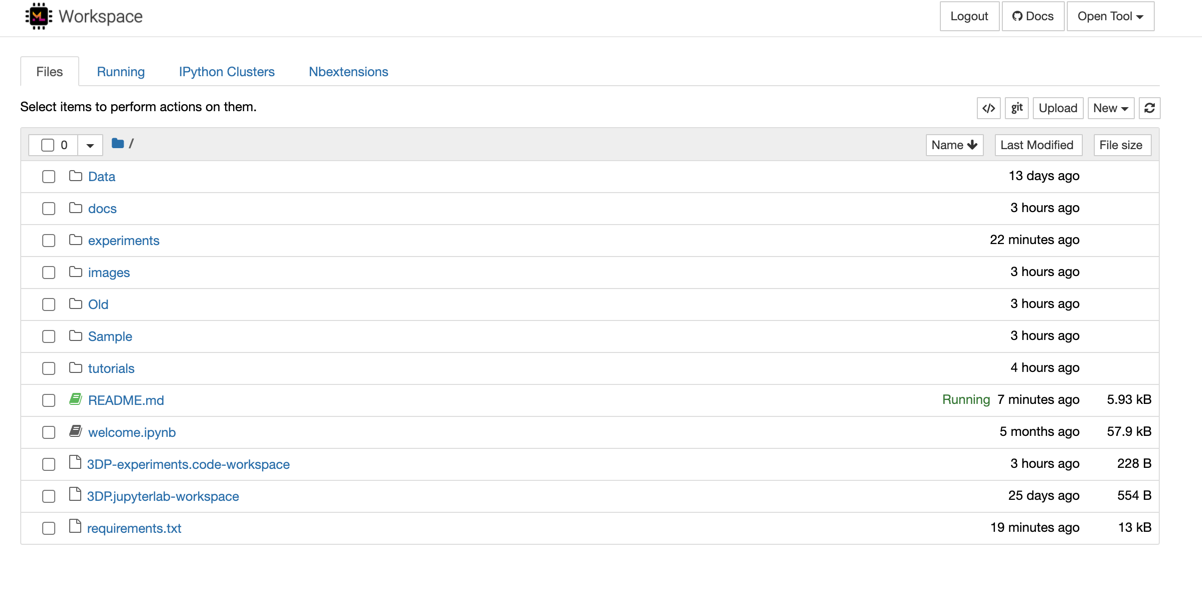 ML Workspace Logout Docs Open Tool
Files Running IPython Clusters Nbextensions
Select items to perform actions on them. </> git Upload New
0 / Name Last Modified File size
Data 13 days ago
docs 3 hours ago
experiments 22 minutes ago
images 3 hours ago
Old 3 hours ago
Sample 3 hours ago
tutorials 4 hours ago
README.md Running 7 minutes ago 5.93 kB
welcome.ipynb 5 months ago 57.9 kB
3DP-experiments.code-workspace 3 hours ago 228 B
3DP.jupyterlab-workspace 25 days ago 554 B
requirements.txt 19 minutes ago 13 kB